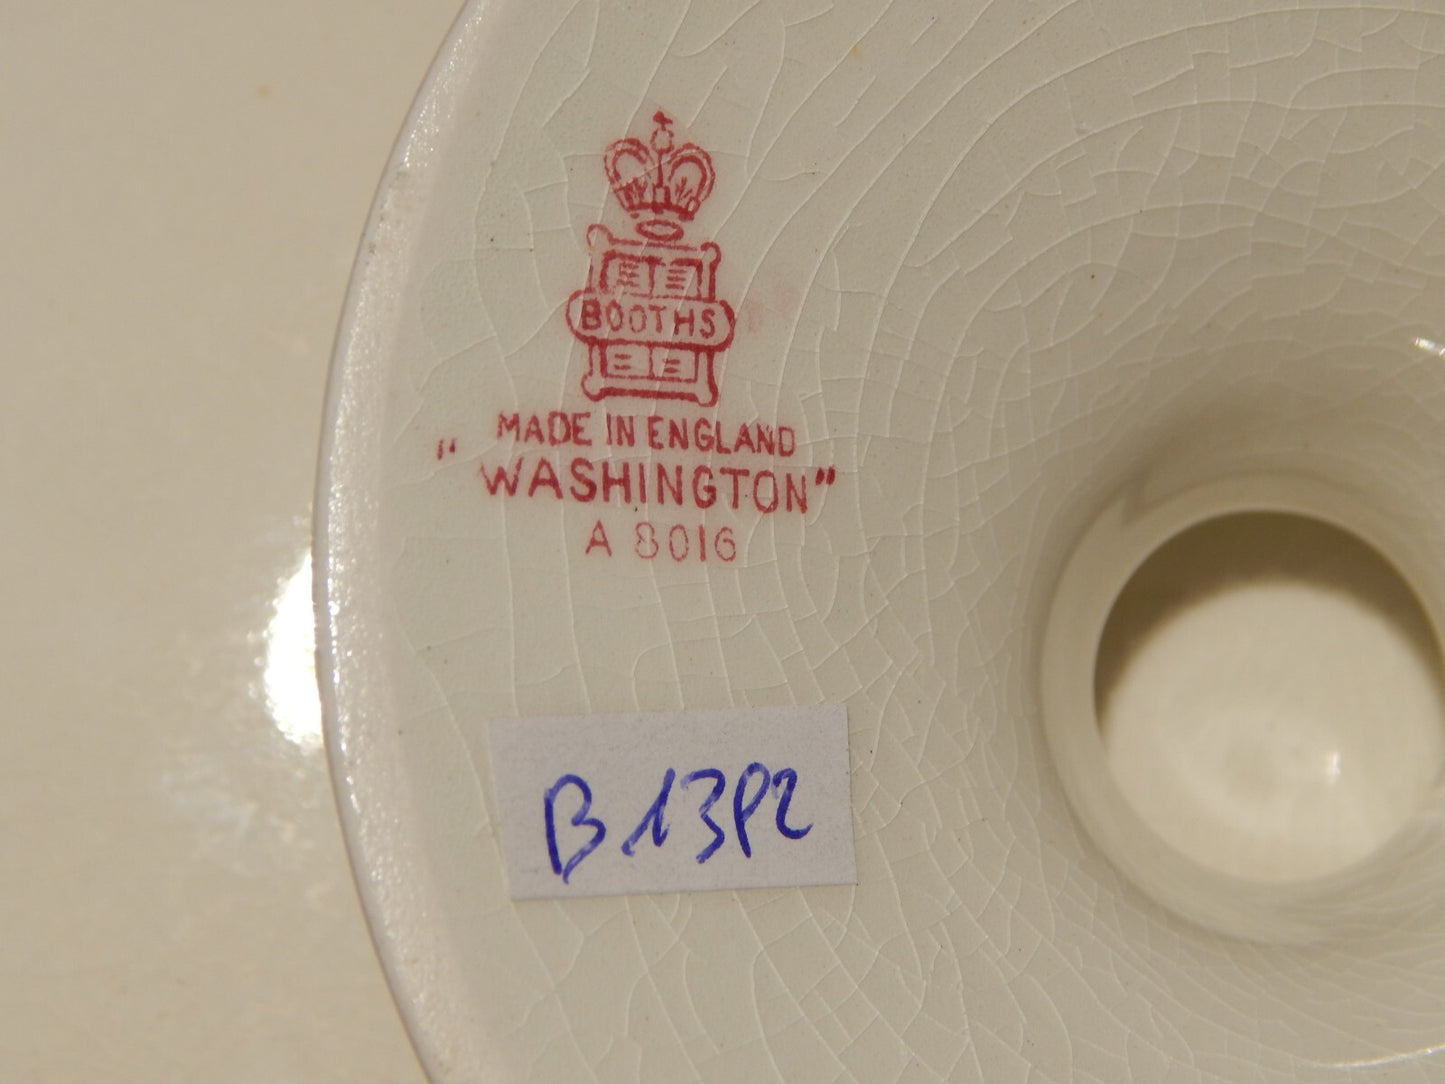 BOOTHS
MADE IN ENGLAND
"WASHINGTON"
A 8016
B13P2